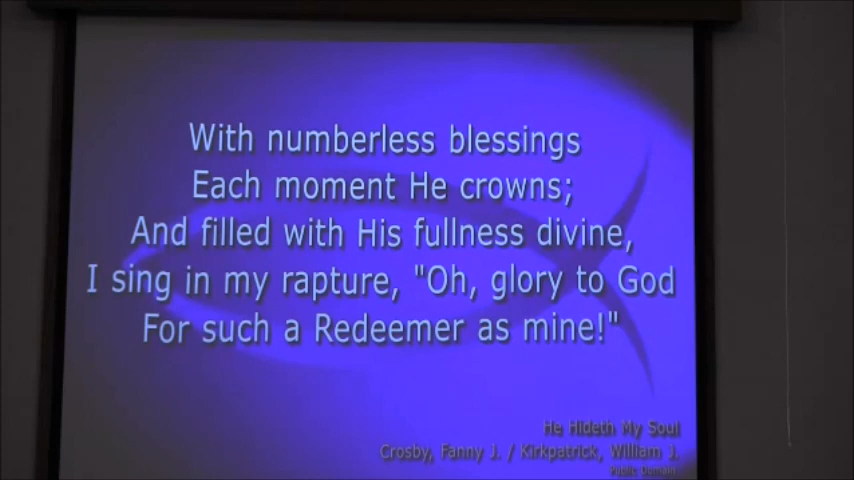 With numberless blessings
Each moment He crowns;
And filled with His fullness divine,
I sing in my rapture, "Oh, glory to God
For such a Redeemer as mine!"
He Hideth My Soul
Crosby, Fanny J. / Kirkpatrick, William J.
Public Domain